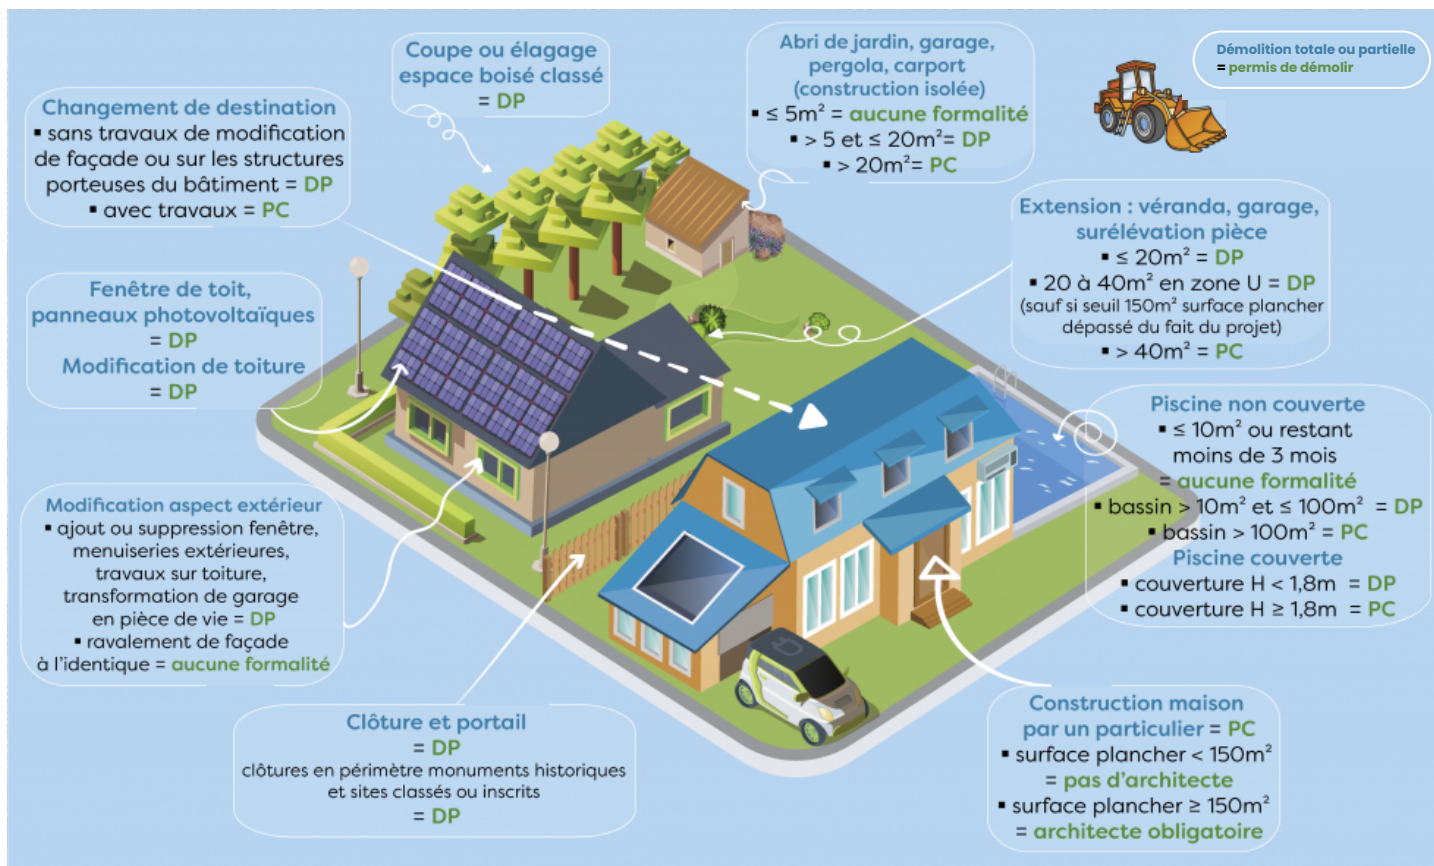 Coupe ou élagage
espace boisé classé
= DP
Abri de jardin, garage,
pergola, carport
(construction isolée)
▪ ≤ 5m² = aucune formalité
▪ > 5 et ≤ 20m²= DP
▪ > 20m²= PC
Démolition totale ou partielle
= permis de démolir
Changement de destination
▪ sans travaux de modification
de façade ou sur les structures
porteuses du bâtiment = DP
▪ avec travaux = PC
Extension : véranda, garage,
surélévation pièce
▪ ≤ 20m² = DP
▪ 20 à 40m² en zone U = DP
(sauf si seuil 150m² surface plancher
dépassé du fait du projet)
▪ > 40m² = PC
Fenêtre de toit,
panneaux photovoltaïques
= DP
Modification de toiture
= DP
Piscine non couverte
▪ ≤ 10m² ou restant
moins de 3 mois
= aucune formalité
▪ bassin > 10m² et ≤ 100m² = DP
▪ bassin > 100m² = PC
Piscine couverte
▪ couverture H < 1,8m = DP
▪ couverture H ≥ 1,8m = PC
Modification aspect extérieur
▪ ajout ou suppression fenêtre,
menuiseries extérieures,
travaux sur toiture,
transformation de garage
en pièce de vie = DP
▪ ravalement de façade
à l'identique = aucune formalité
Clôture et portail
= DP
clôtures en périmètre monuments historiques
et sites classés ou inscrits
= DP
Construction maison
par un particulier = PC
▪ surface plancher < 150m²
= pas d'architecte
▪ surface plancher ≥ 150m²
= architecte obligatoire